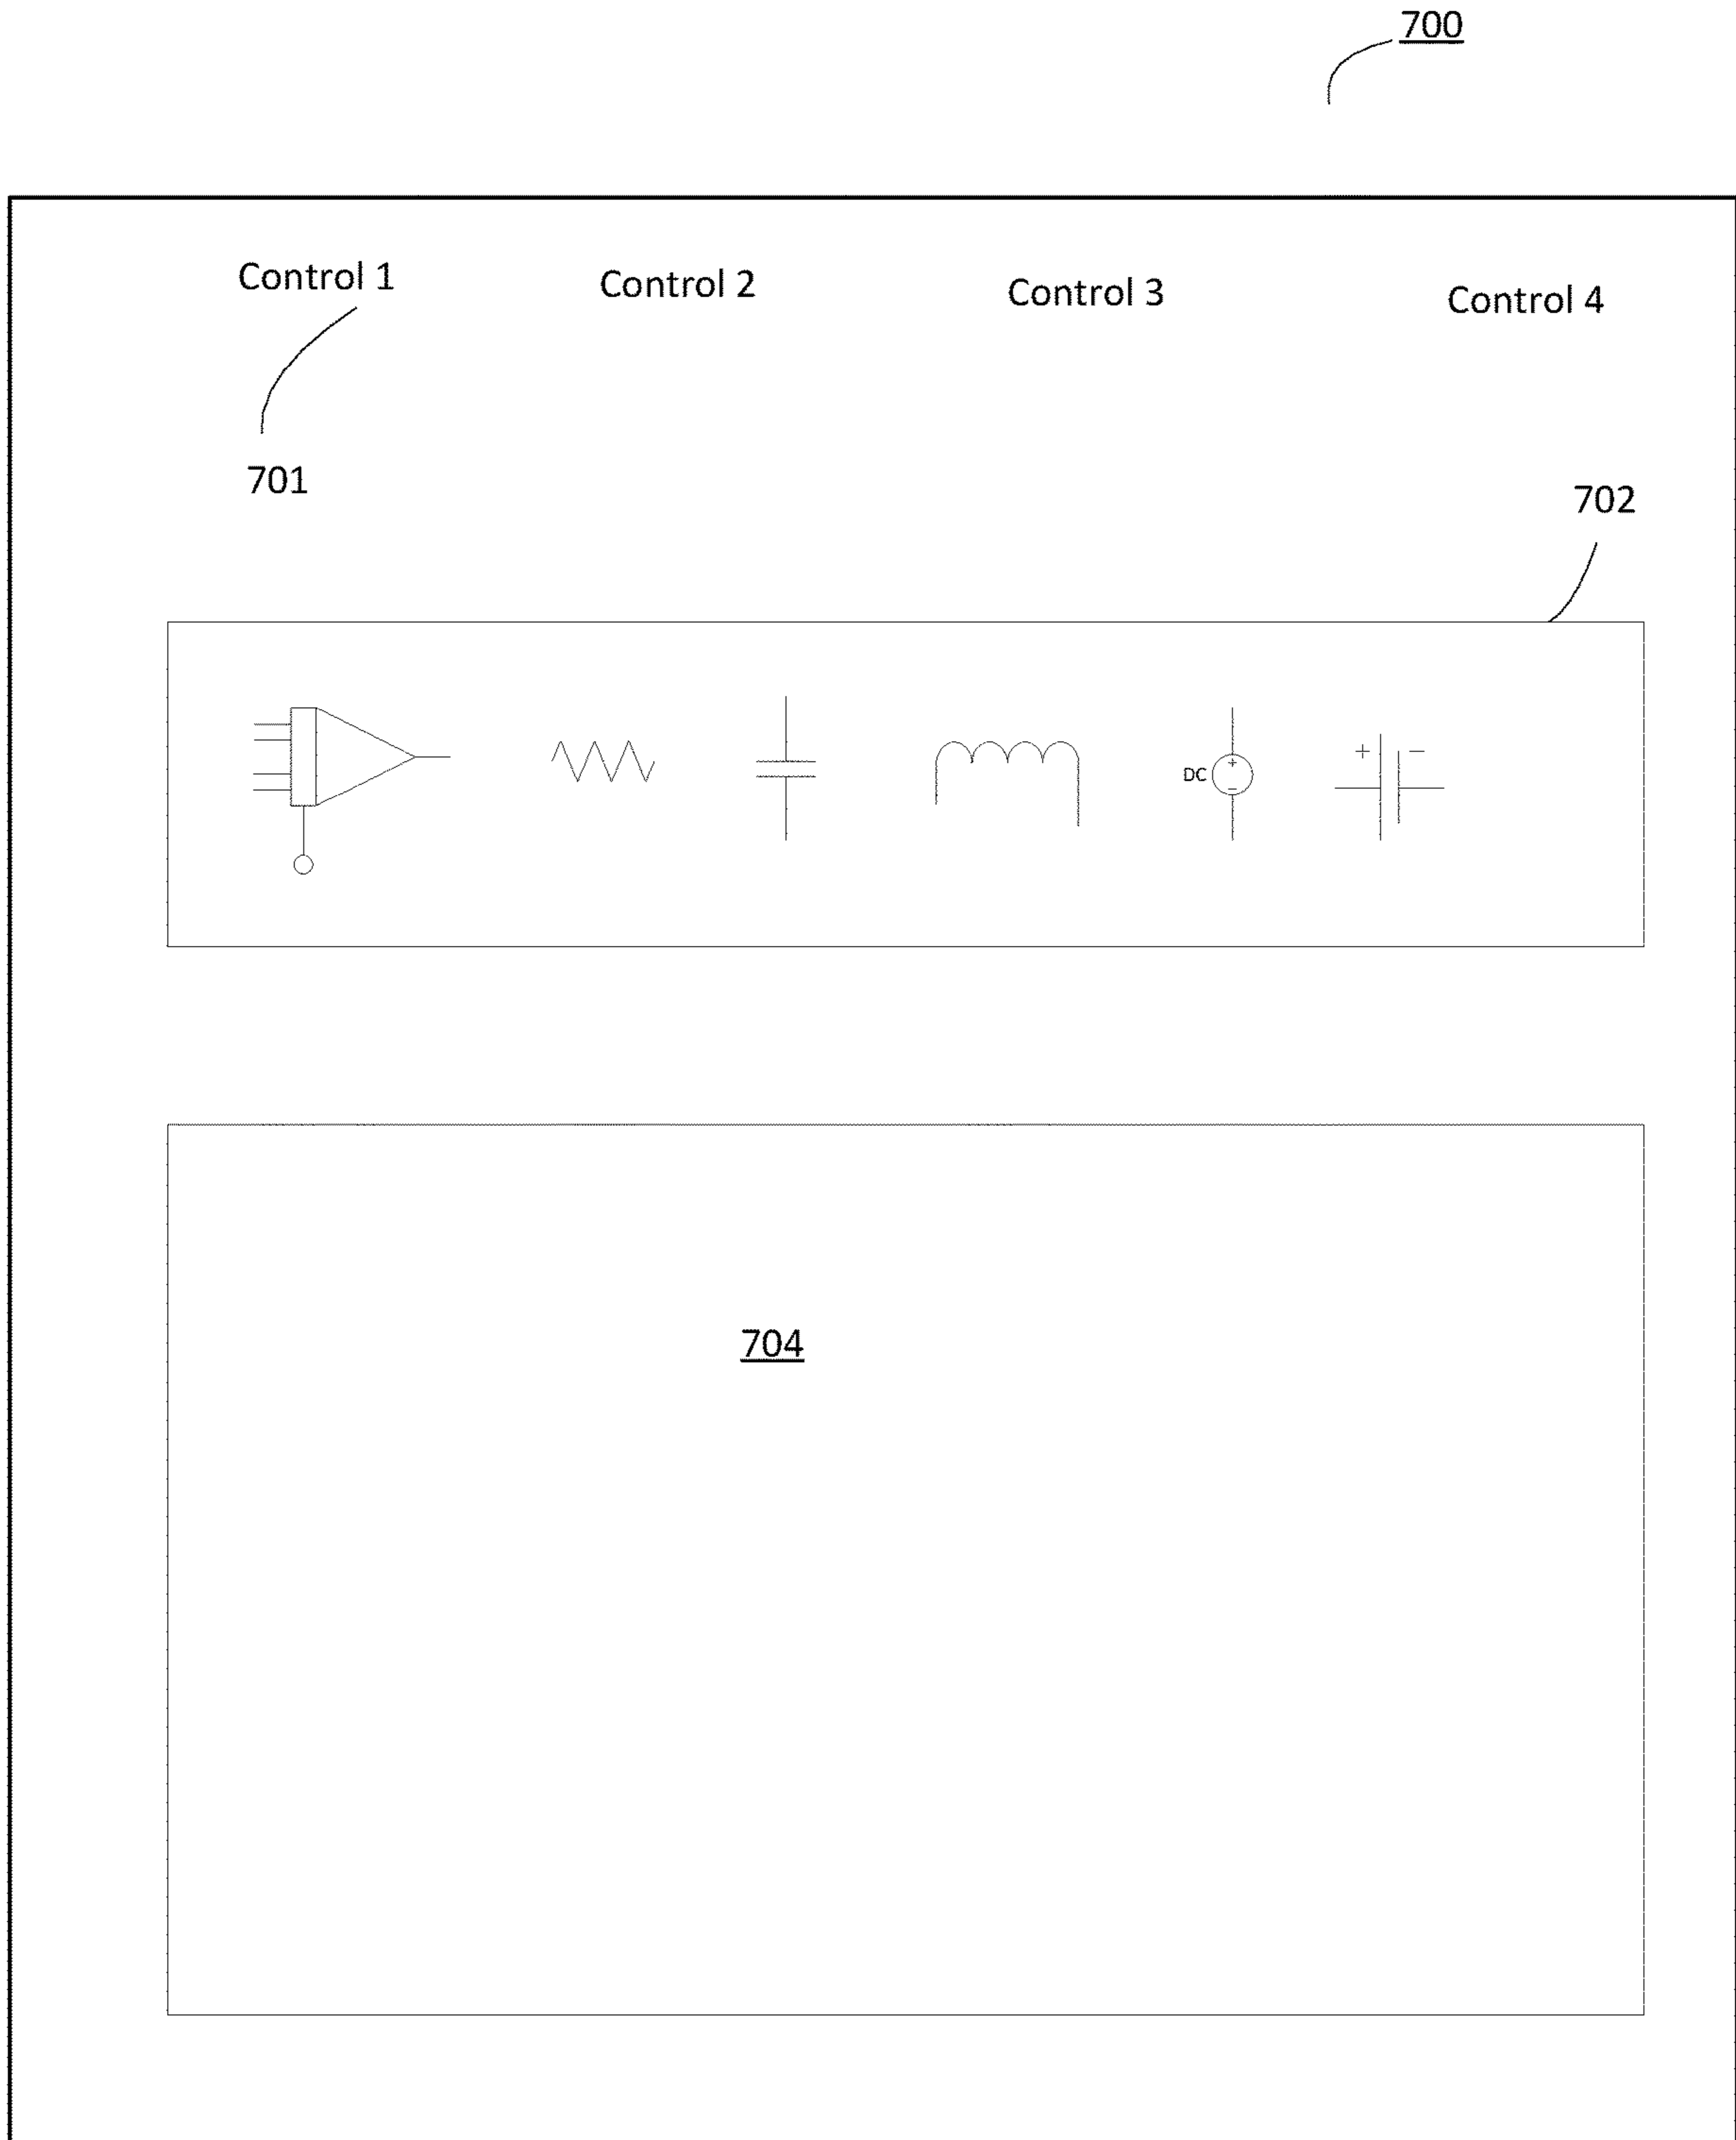 700
Control 1
Control 2
Control 3
Control 4
701
702
+ −
DC + −
704